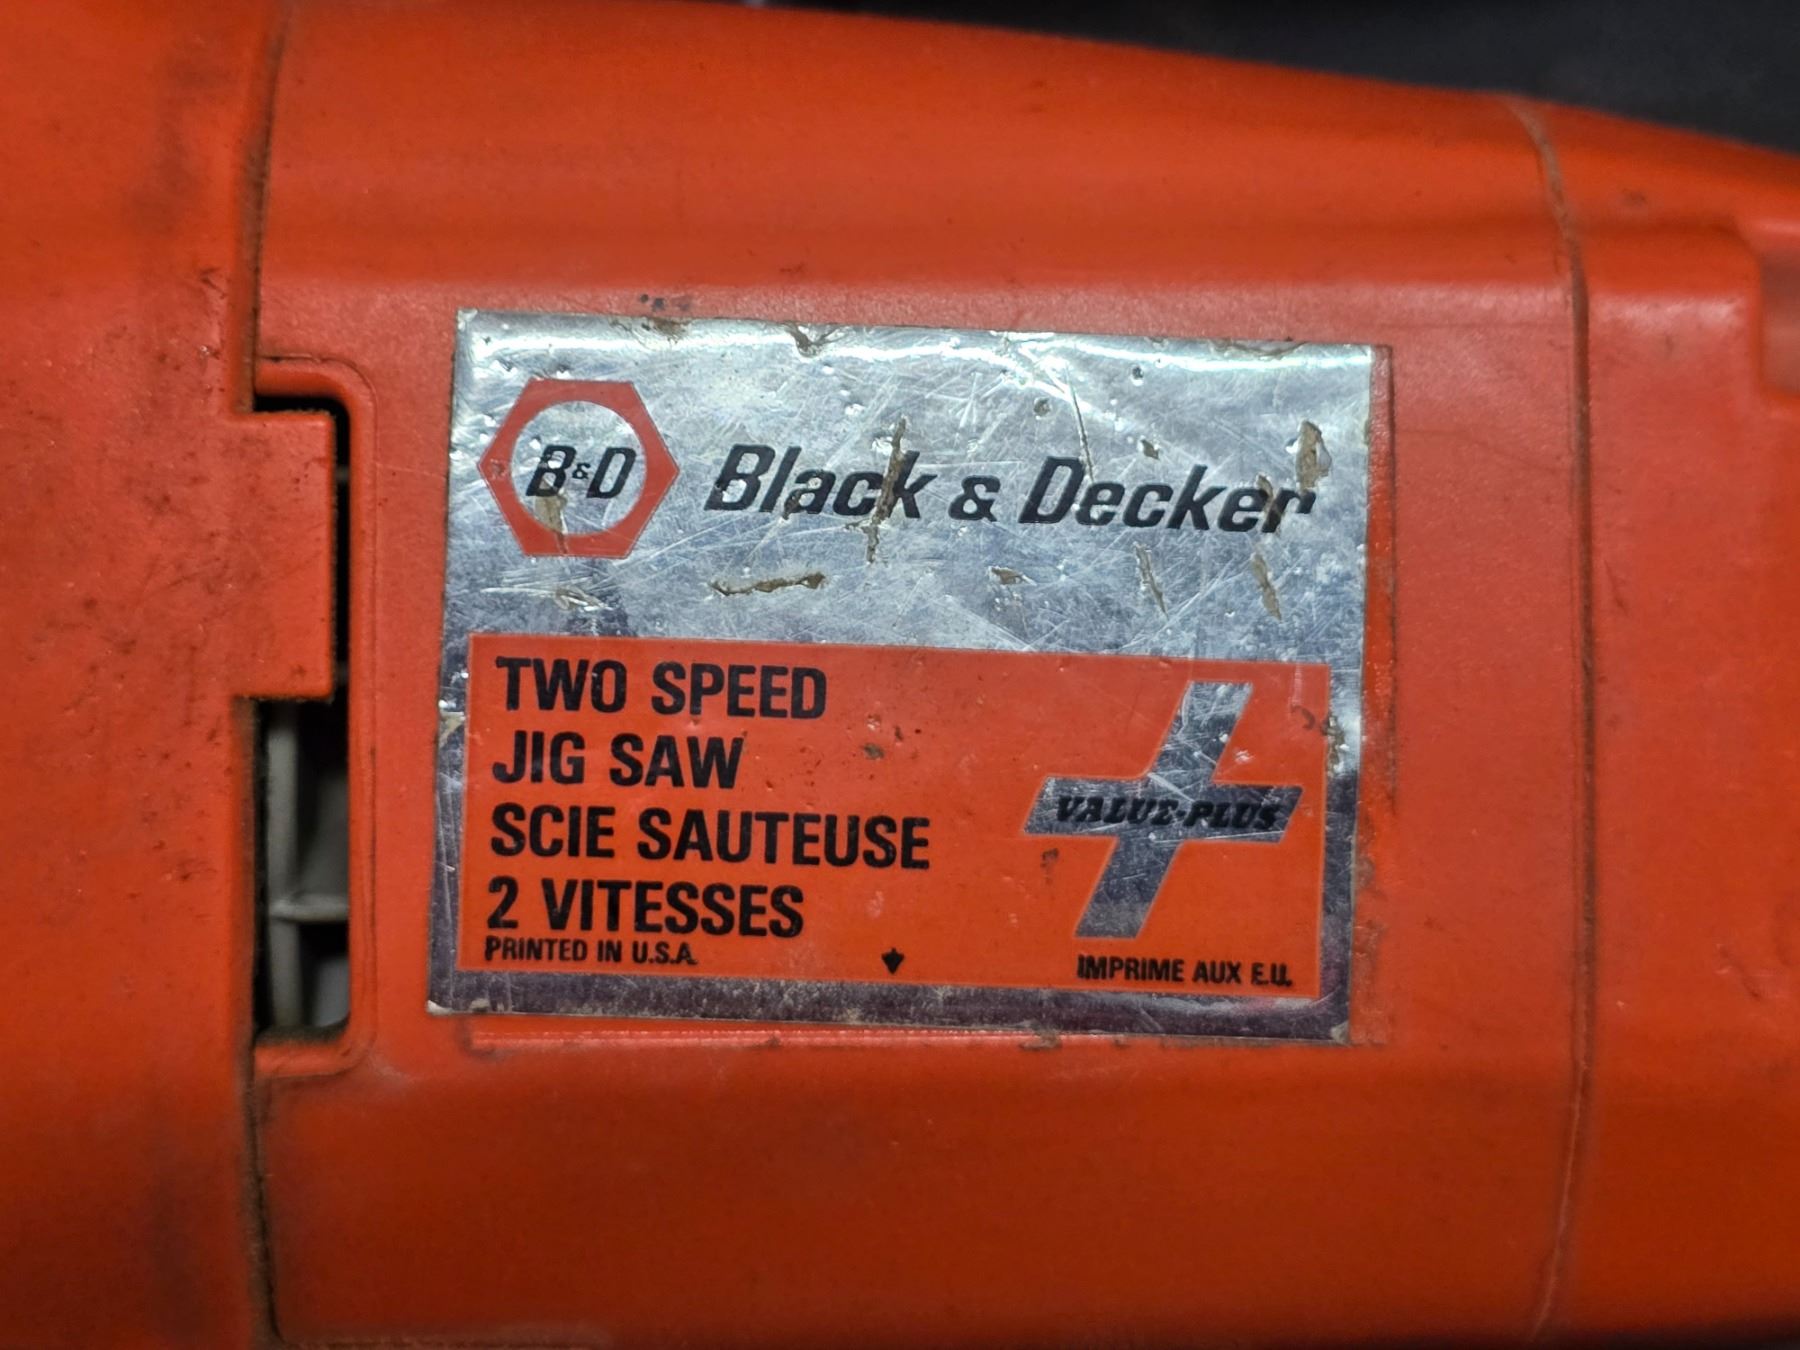 B&D Black & Decker
TWO SPEED
JIG SAW
SCIE SAUTEUSE
2 VITESSES
VALUE-PLUS
PRINTED IN U.S.A.
IMPRIME AUX E.U.